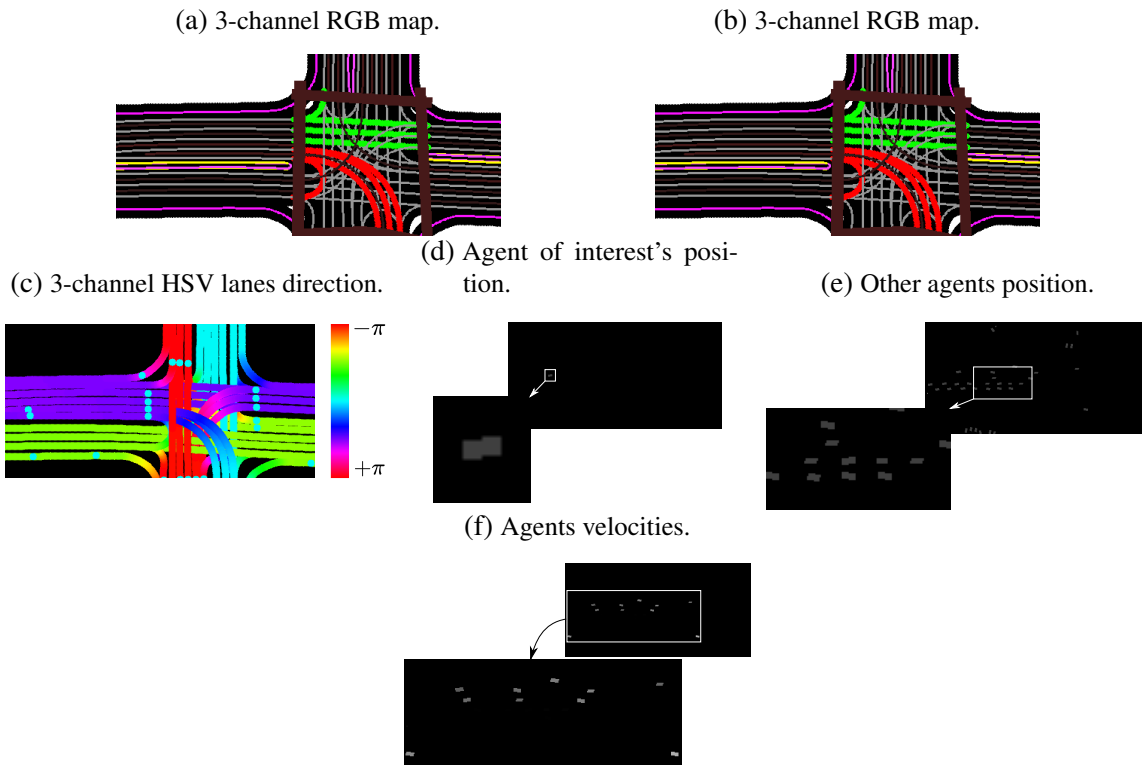 (a) 3-channel RGB map.
(b) 3-channel RGB map.
(d) Agent of interest's posi-
tion.
(c) 3-channel HSV lanes direction.
(e) Other agents position.
−π
+π
(f) Agents velocities.